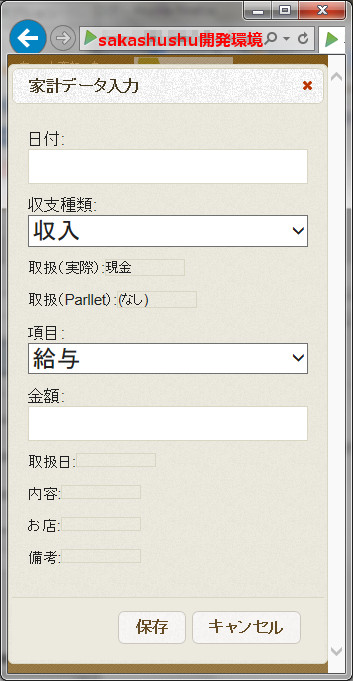 sakashushu開発環境
家計データ入力
日付:
収支種類:
収入
取扱(実際):現金
取扱(Parllet):(なし)
項目:
給与
金額:
取扱日:
内容:
お店:
備考:
保存 キャンセル